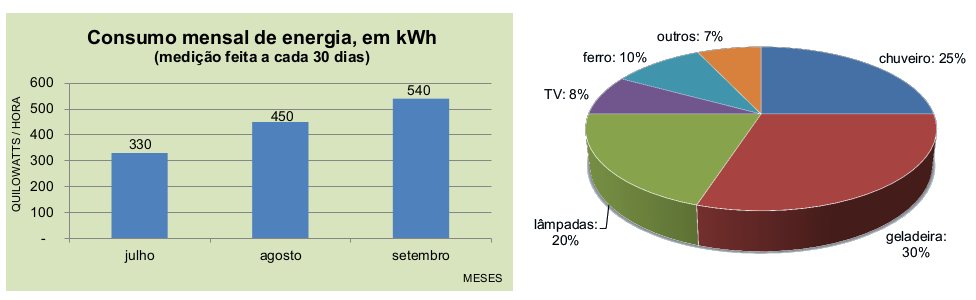 Consumo mensal de energia, em kWh
(medição feita a cada 30 dias)
QUILOWATTS / HORA
600
500
400
300
200
100
-
330
450
540
julho
agosto
setembro
MESES
outros: 7%
ferro: 10%
TV: 8%
chuveiro: 25%
lâmpadas:
20%
geladeira:
30%